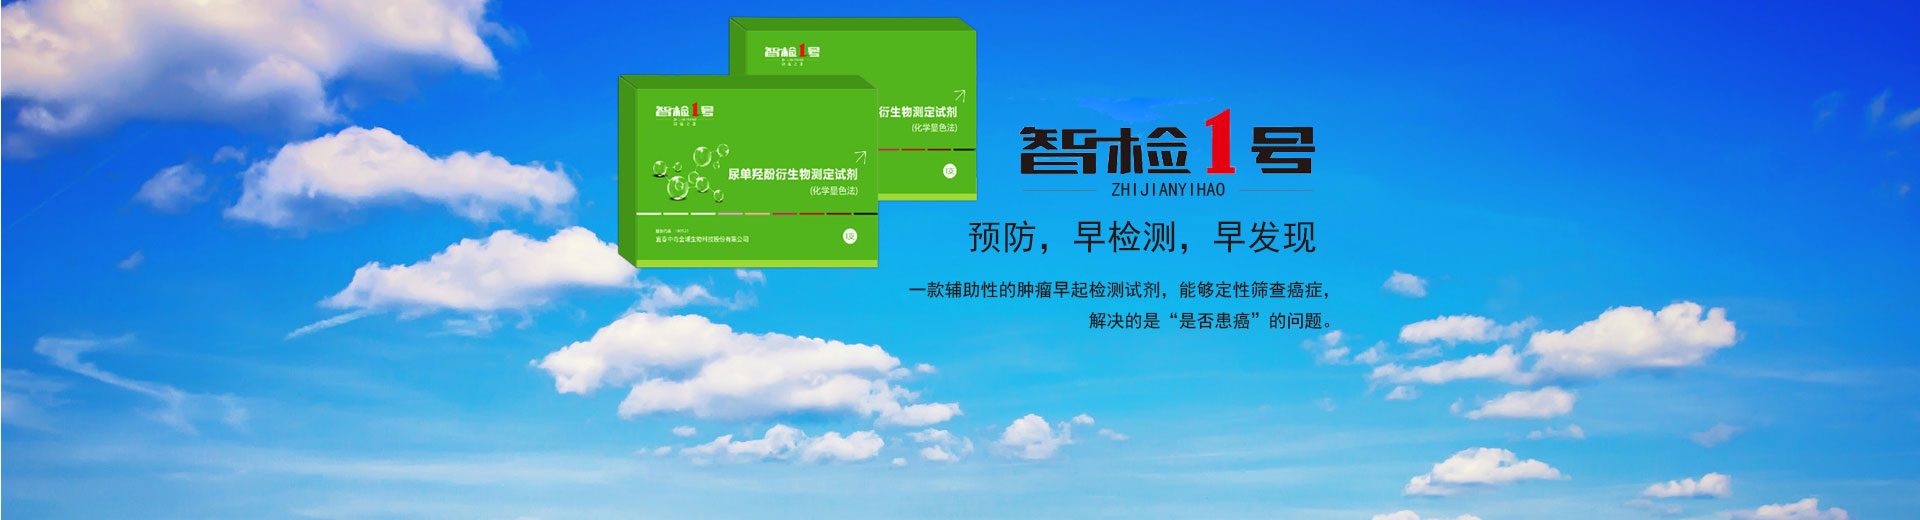 智检1号
衍生物测定试剂
(化学显色法)
智检1号
尿单羟酚衍生物测定试剂
(化学显色法)
智检1号
ZHIJIANYIHAO
预防，早检测，早发现
一款辅助性的肿瘤早起检测试剂，能够定性筛查癌症，
解决的是“是否患癌”的问题。